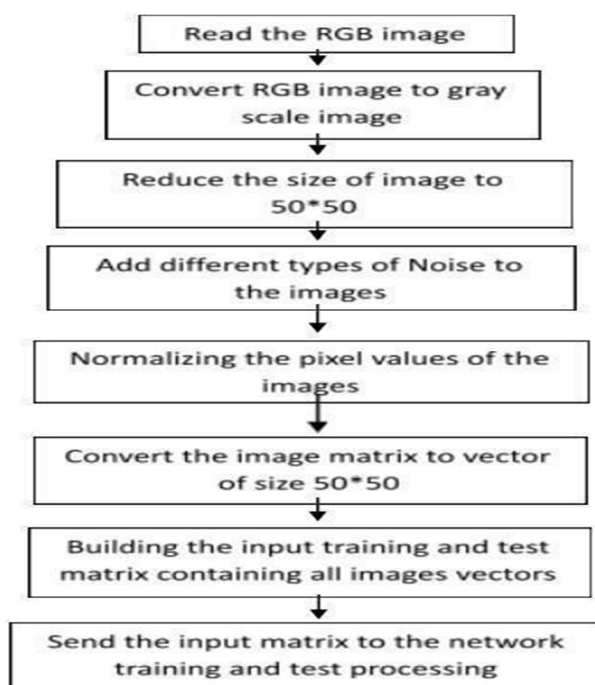 Read the RGB image
Convert RGB image to gray
scale image
Reduce the size of image to
50*50
Add different types of Noise to
the images
Normalizing the pixel values of the
images
Convert the image matrix to vector
of size 50*50
Building the input training and test
matrix containing all images vectors
Send the input matrix to the network
training and test processing